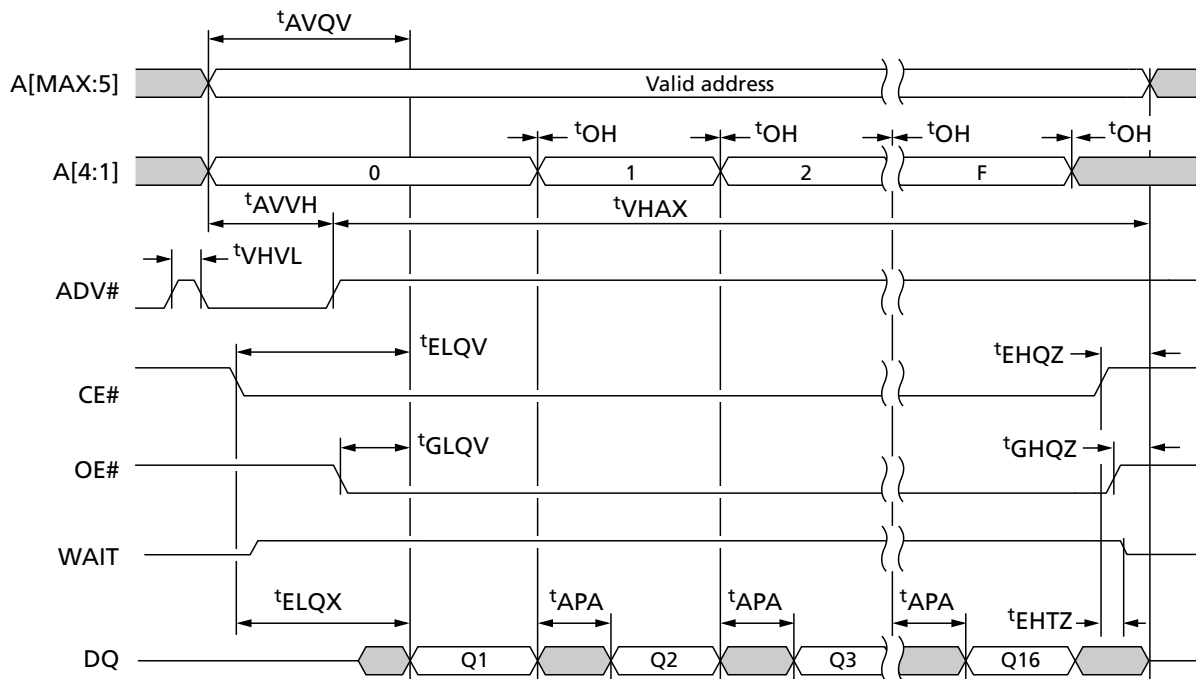 tAVQV
A[MAX:5] Valid address
tOH tOH tOH tOH
A[4:1] 0 1 2 F
tAVVH tVHAX
tVHVL
ADV#
tELQV tEHQZ
CE#
tGLQV tGHQZ
OE#
WAIT
tELQX tAPA tAPA tAPA tEHTZ
DQ Q1 Q2 Q3 Q16